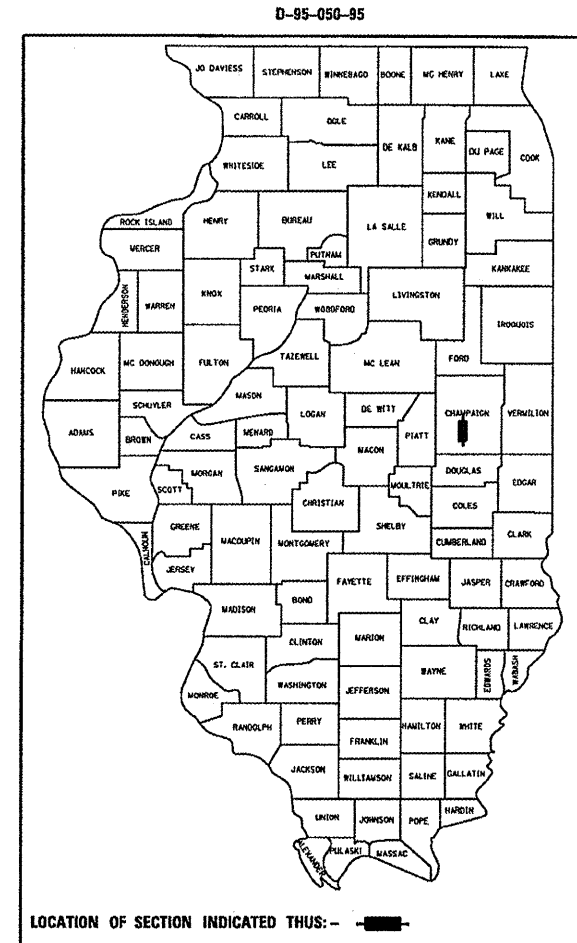 D-95-050-95
JO DAVIESS STEPHENSON WINNEBAGO BOONE MC HENRY LAKE
CARROLL OGLE
DE KALB KANE DU PAGE COOK
WHITESIDE LEE
KENDALL WILL
ROCK ISLAND HENRY BUREAU LA SALLE GRUNDY
MERCER PUTNAM
STARK MARSHALL KANKAKEE
HENDERSON WARREN KNOX PEORIA WOODFORD LIVINGSTON IROQUOIS
FORD
HANCOCK MC DONOUGH FULTON TAZEWELL MC LEAN
MASON
SCHUYLER LOGAN DE WITT CHAMPAIGN VERMILION
ADAMS BROWN CASS MENARD PIATT
MACON
MORGAN SANGAMON DOUGLAS EDGAR
PIKE SCOTT CHRISTIAN MOULTRIE
COLES
GREENE MACOUPIN MONTGOMERY SHELBY CUMBERLAND CLARK
CALHOUN JERSEY
FAYETTE EFFINGHAM JASPER CRAWFORD
MADISON BOND
CLAY RICHLAND LAWRENCE
CLINTON MARION
ST. CLAIR WAYNE EDWARDS WABASH
WASHINGTON JEFFERSON
MONROE
RANDOLPH PERRY HAMILTON WHITE
FRANKLIN
JACKSON WILLIAMSON SALINE GALLATIN
UNION JOHNSON POPE HARDIN
ALEXANDER PULASKI MASSAC
LOCATION OF SECTION INDICATED THUS:-